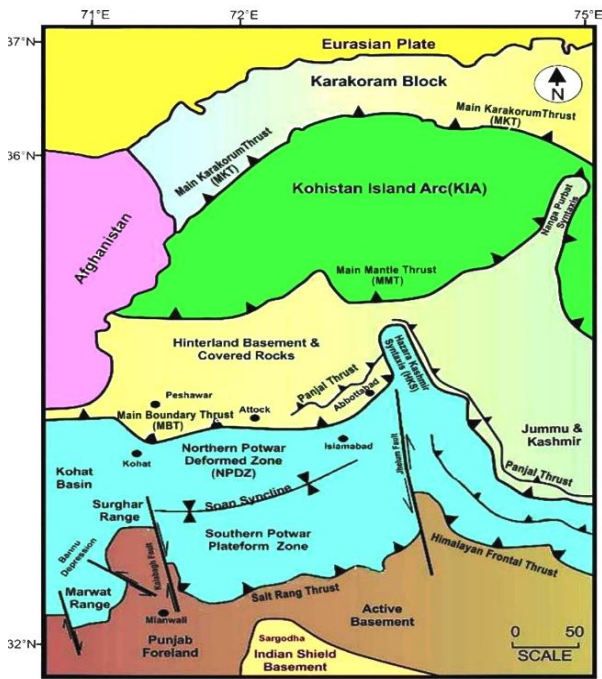 71°E
72°E
75°E
37°N
Eurasian Plate
Karakoram Block
N
Main KarakorumThrust
(MKT)
36°N
Main KarakorumThrust
(MKT)
Kohistan Island Arc(KIA)
Nanga Purbat
Syntaxis
Afghanistan
Main Mantle Thrust
(MMT)
Hinterland Basement &
Covered Rocks
Hazara Kashmir
Syntaxis (HKS)
Panjal Thrust
Peshawar
Abbottabad
Attock
Main Boundary Thrust
(MBT)
Jummu &
Kashmir
Islamabad
Kohat
Northern Potwar
Deformed Zone
(NPDZ)
Jhelum Fault
Panjal Thrust
Kohat
Basin
Soan Syncline
Surghar
Range
Southern Potwar
Plateform Zone
Himalayan Frontal Thrust
Bannu
Depression
Kalabagh Fault
Marwat
Range
Salt Rang Thrust
Mianwali
Active
Basement
Punjab
Foreland
32°N
Sargodha
Indian Shield
Basement
0 50
SCALE